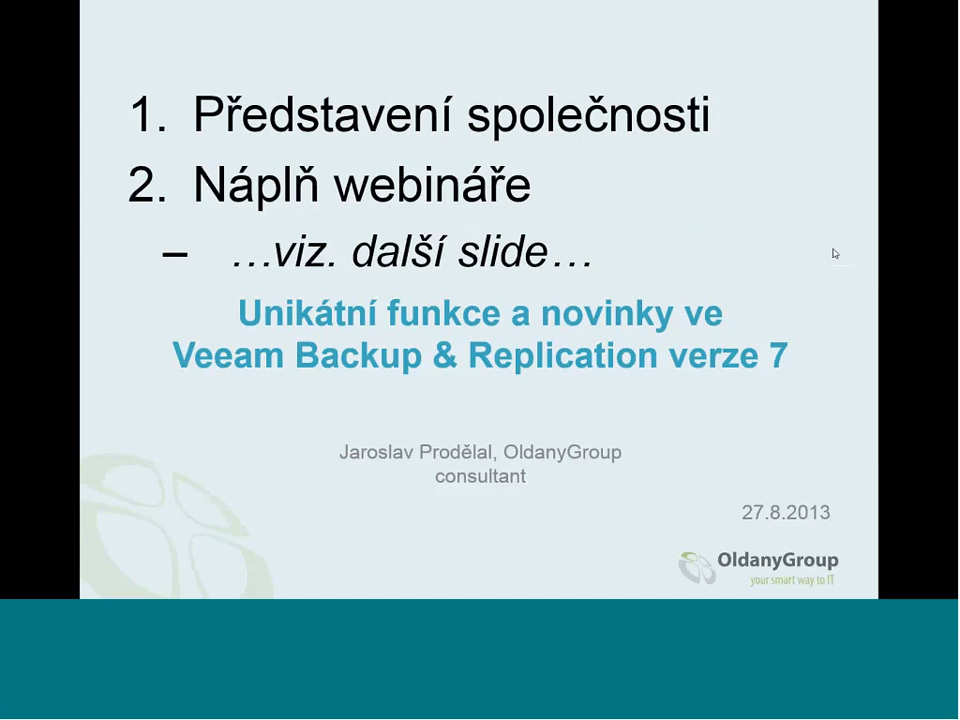 1. Představení společnosti
2. Náplň webináře
– …viz. další slide…
Unikátní funkce a novinky ve
Veeam Backup & Replication verze 7
Jaroslav Prodělal, OldanyGroup
consultant
27.8.2013
OldanyGroup
your smart way to IT